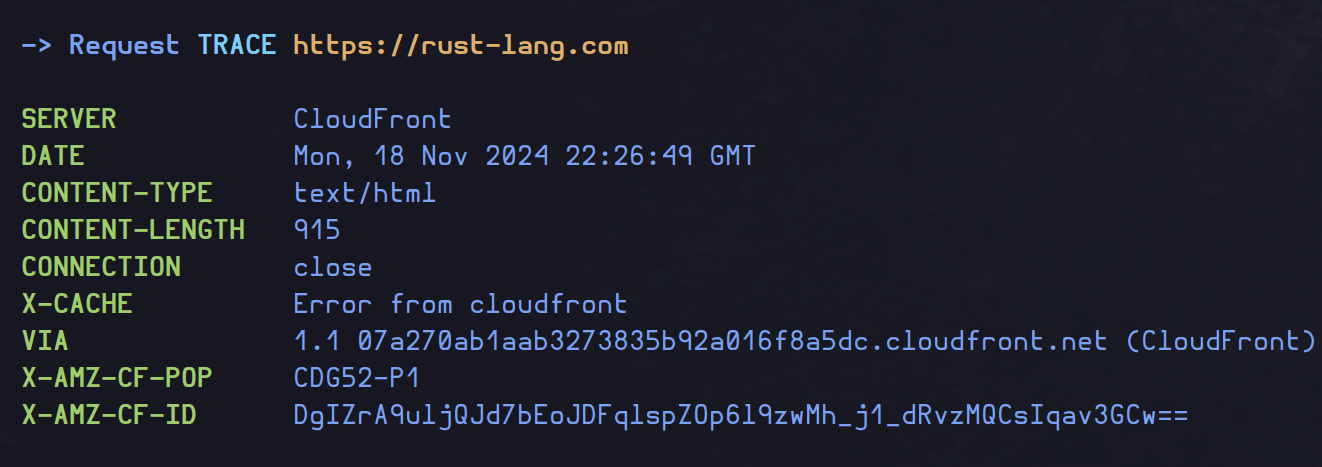 -> Request TRACE https://rust-lang.com
SERVER CloudFront
DATE Mon, 18 Nov 2024 22:26:49 GMT
CONTENT-TYPE text/html
CONTENT-LENGTH 915
CONNECTION close
X-CACHE Error from cloudfront
VIA 1.1 07a270ab1aab3273835b92a016f8a5dc.cloudfront.net (CloudFront)
X-AMZ-CF-POP CDG52-P1
X-AMZ-CF-ID DgIZrA9uljQJd7bEoJDFqlspZOp6l9zwMh_j1_dRvzMQCsIqav3GCw==